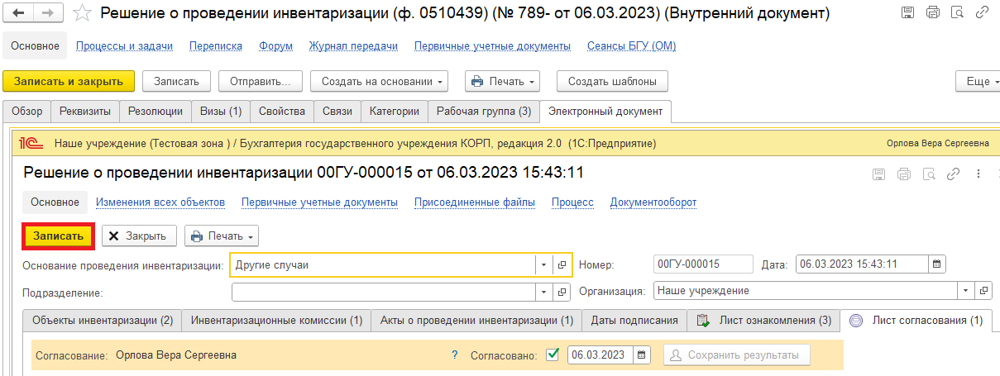 Решение о проведении инвентаризации (ф. 0510439) (№ 789- от 06.03.2023) (Внутренний документ)
Основное Процессы и задачи Переписка Форум Журнал передачи Первичные учетные документы Сеансы БГУ (ОМ)
Записать и закрыть Записать Отправить... Создать на основании Печать Создать шаблоны Еще
Обзор Реквизиты Резолюции Визы (1) Свойства Связи Категории Рабочая группа (3) Электронный документ
1С Наше учреждение (Тестовая зона ) / Бухгалтерия государственного учреждения КОРП, редакция 2.0 (1С:Предприятие) Орлова Вера Сергеевна
Решение о проведении инвентаризации 00ГУ-000015 от 06.03.2023 15:43:11
Основное Изменения всех объектов Первичные учетные документы Присоединенные файлы Процесс Документооборот
Записать Закрыть Печать
Основание проведения инвентаризации: Другие случаи Номер: 00ГУ-000015 Дата: 06.03.2023 15:43:11
Подразделение: Организация: Наше учреждение
Объекты инвентаризации (2) Инвентаризационные комиссии (1) Акты о проведении инвентаризации (1) Даты подписания Лист ознакомления (3) Лист согласования (1)
Согласование: Орлова Вера Сергеевна ? Согласовано: 06.03.2023 Сохранить результаты